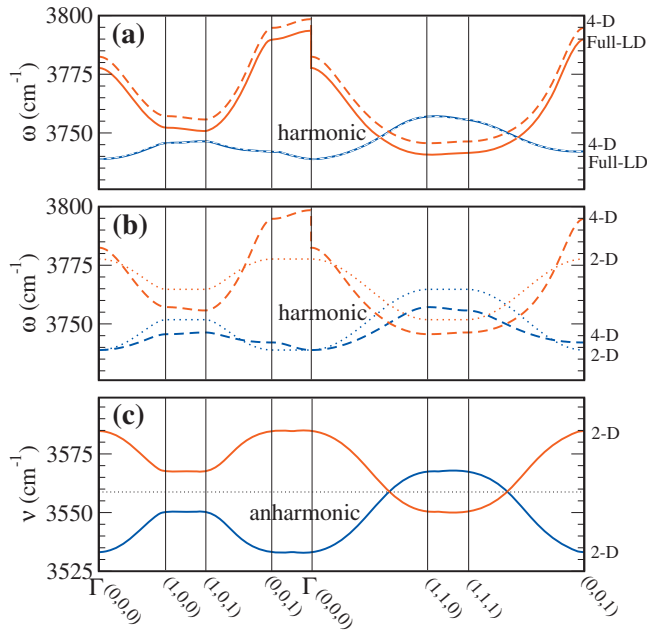 3800
3775
3750
ω (cm⁻¹)
(a)
harmonic
4-D
Full-LD
4-D
Full-LD
3800
3775
3750
ω (cm⁻¹)
(b)
harmonic
4-D
2-D
4-D
2-D
3575
3550
3525
ν (cm⁻¹)
(c)
anharmonic
2-D
2-D
Γ(0,0,0)
(1,0,0)
(1,0,1)
(0,0,1)
Γ(0,0,0)
(1,1,0)
(1,1,1)
(0,0,1)